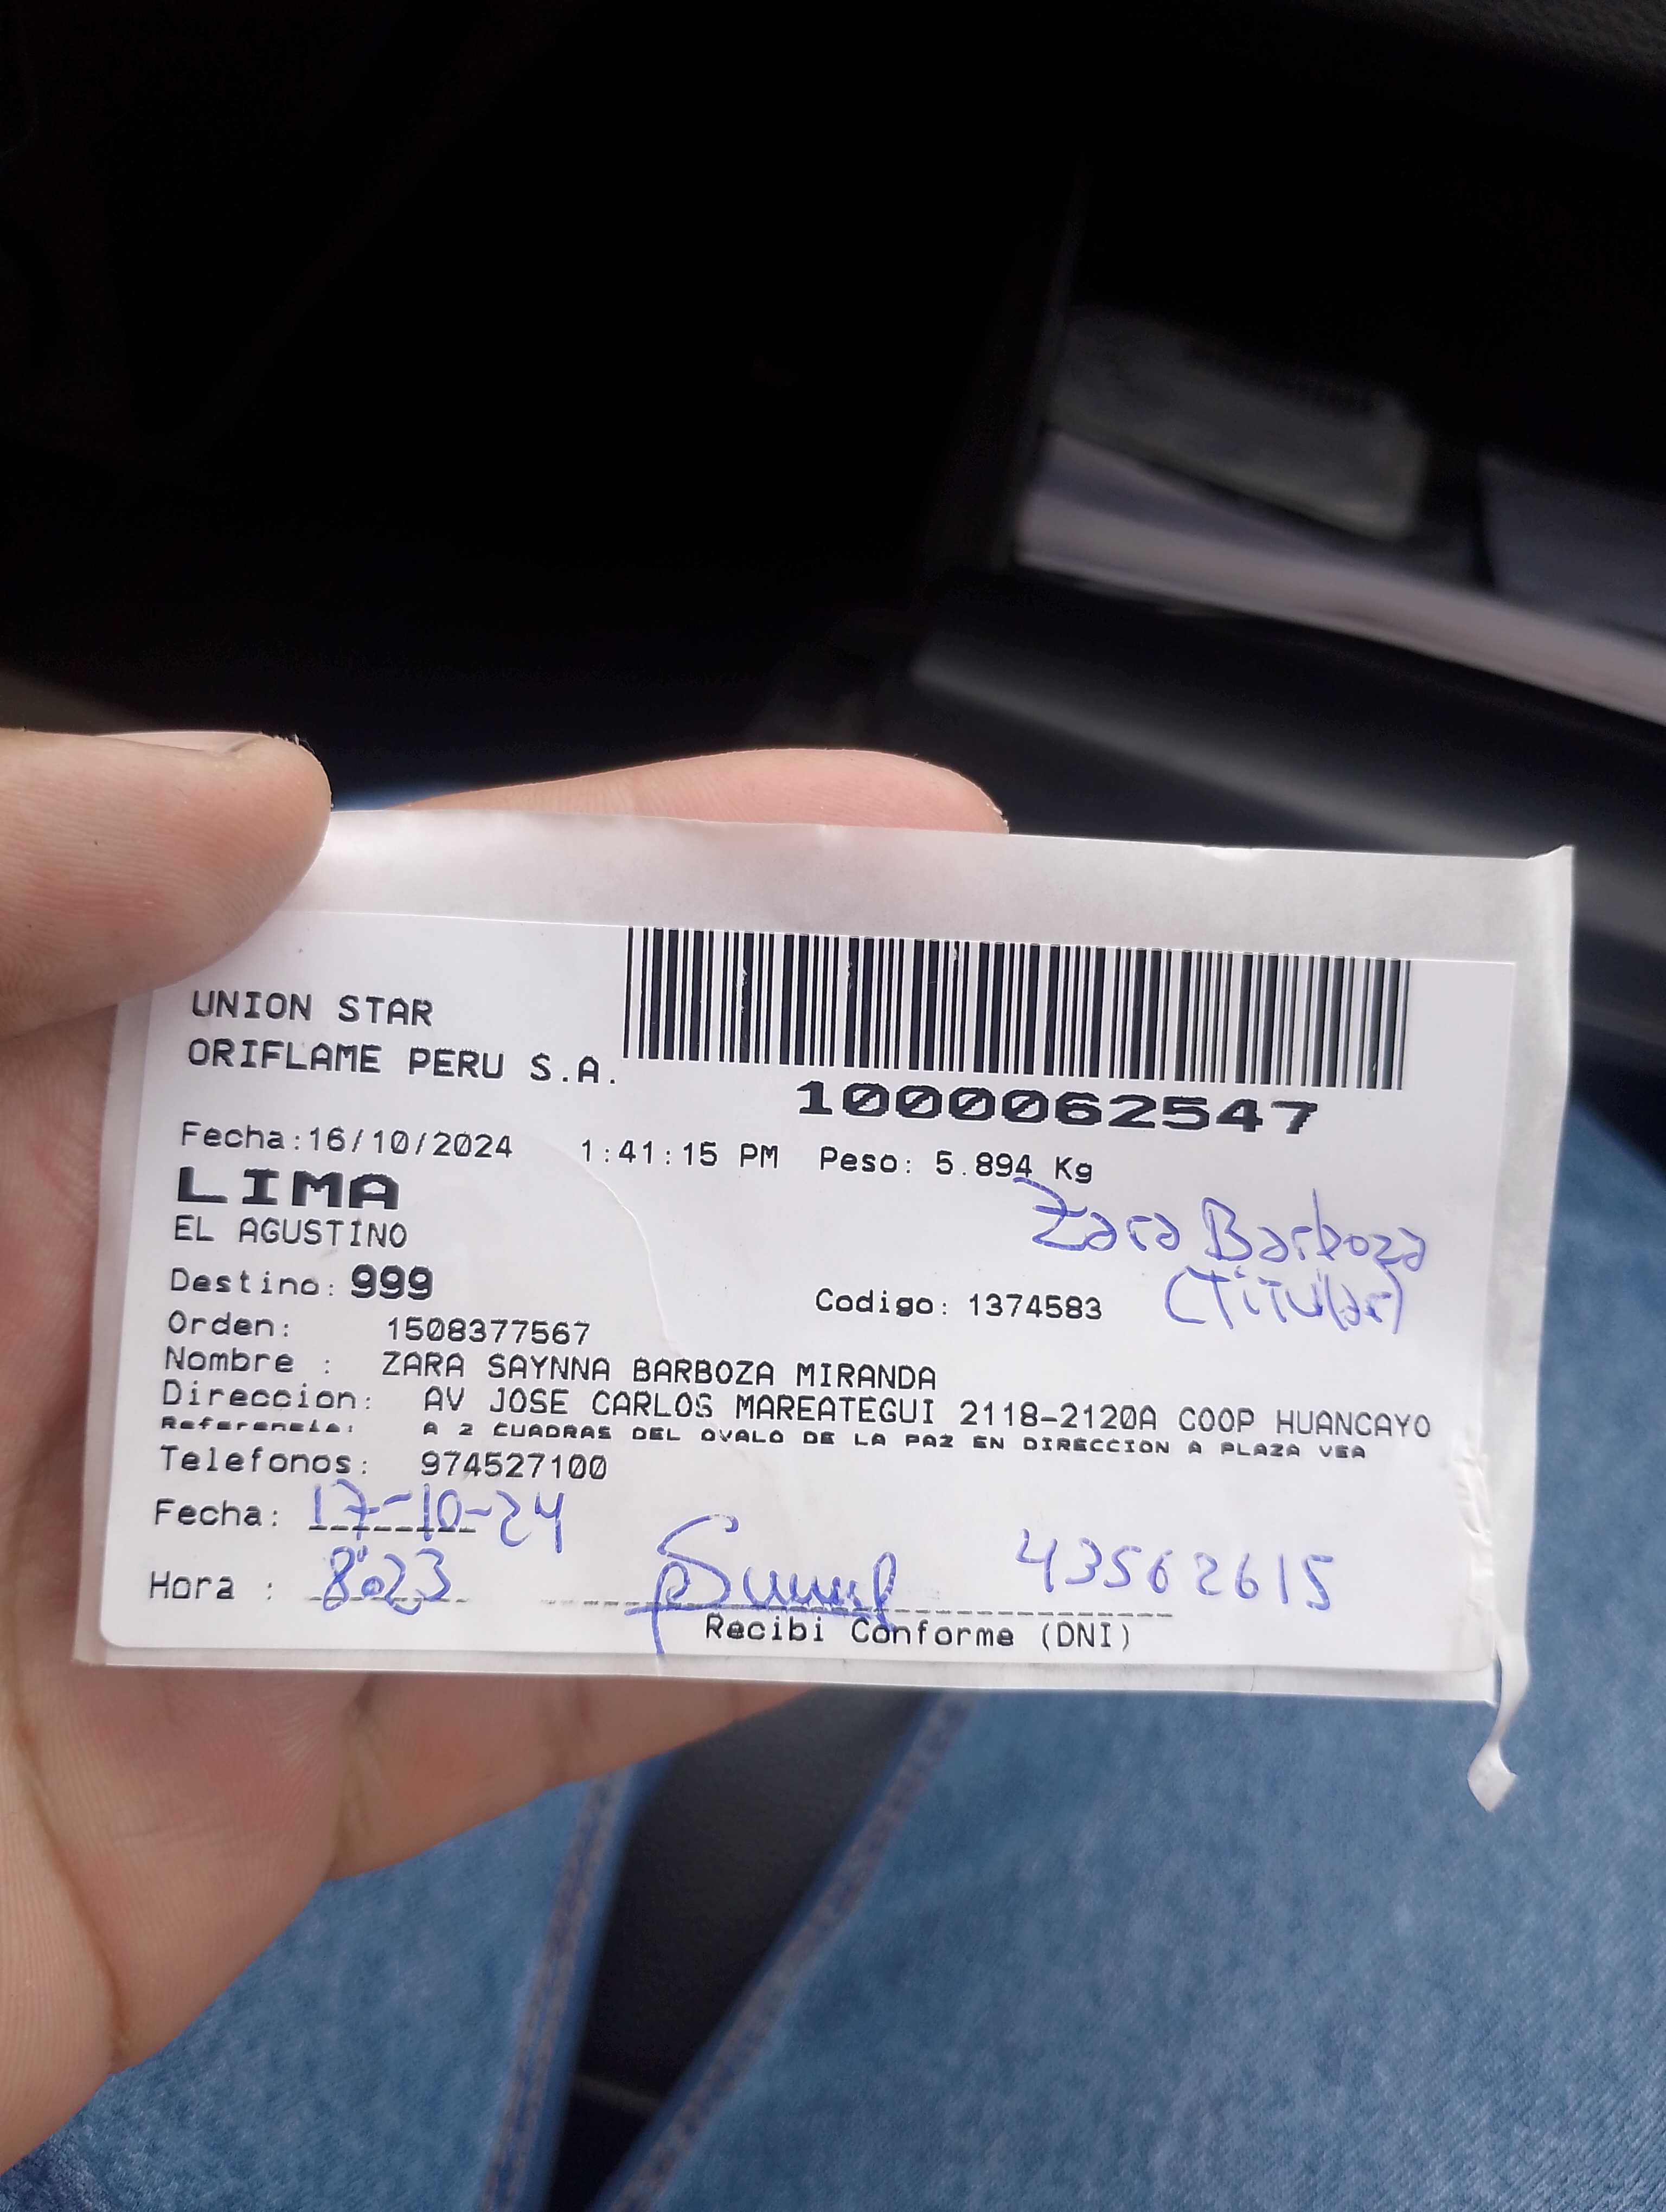 UNION STAR
ORIFLAME PERU S.A.
1000062547
Fecha:16/10/2024 1:41:15 PM Peso: 5.894 Kg
LIMA
EL AGUSTINO
Zara Barboza
(Titular)
Destino: 999
Codigo: 1374583
Orden: 1508377567
Nombre : ZARA SAYNNA BARBOZA MIRANDA
Direccion: AV JOSE CARLOS MAREATEGUI 2118-2120A COOP HUANCAYO
Referencia: A 2 CUADRAS DEL OVALO DE LA PAZ EN DIRECCION A PLAZA VEA
Telefonos: 974527100
Fecha: 17-10-24
Hora : 8:23
43562615
Recibi Conforme (DNI)